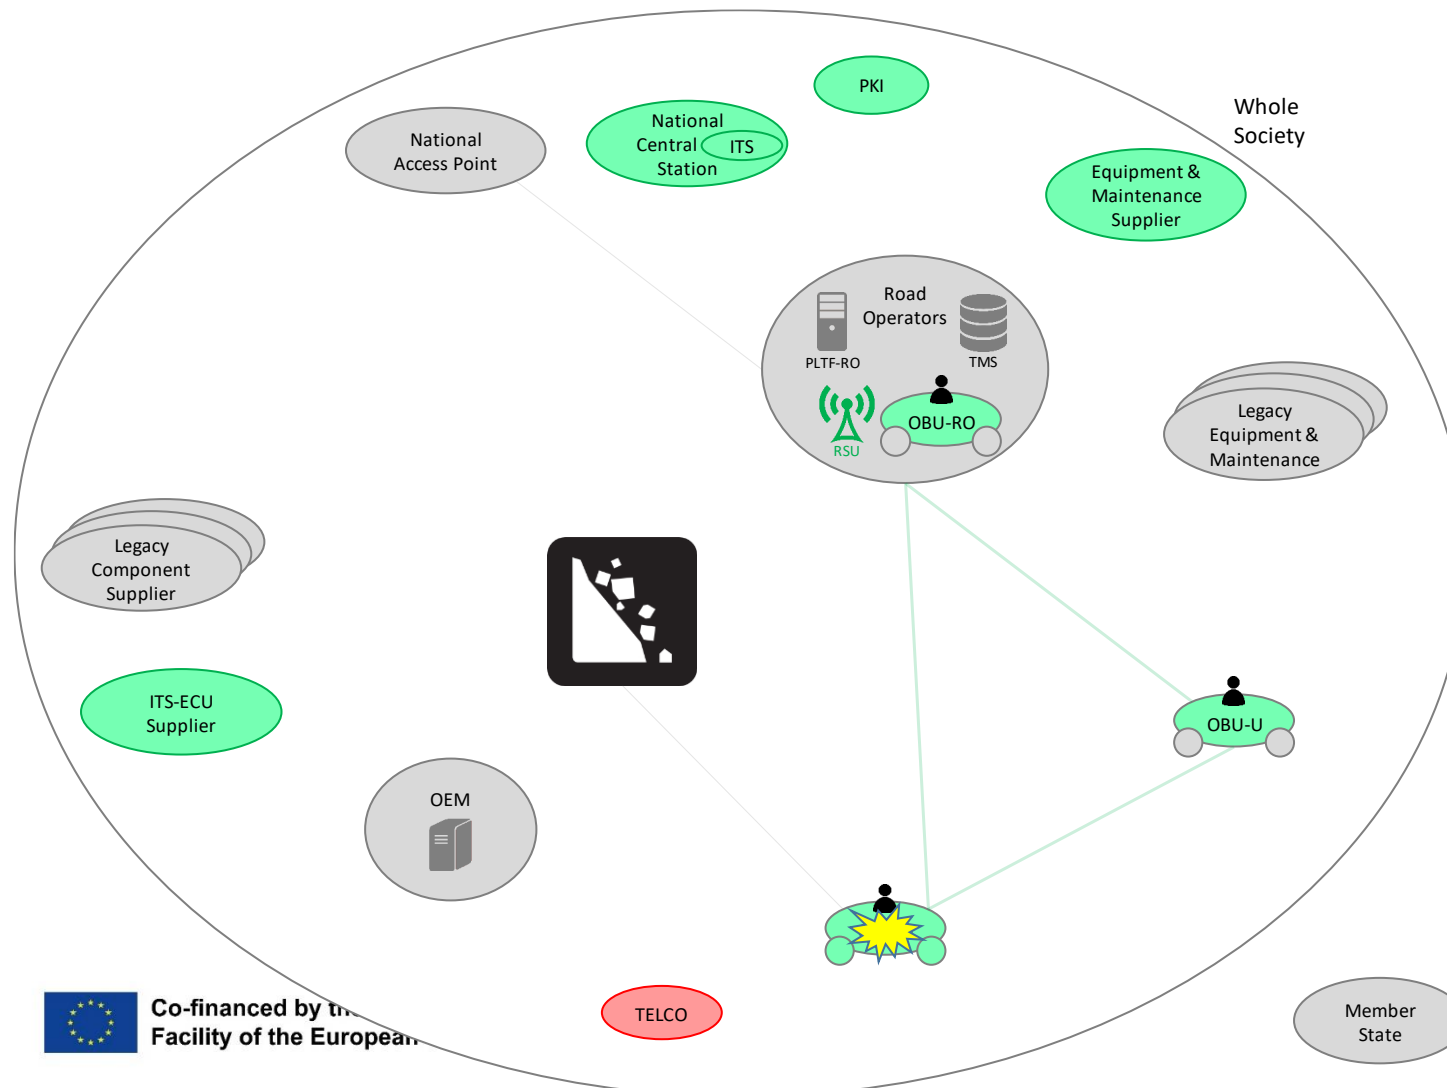 PKI
National
Central
Station
ITS
Whole
Society
National
Access Point
Equipment &
Maintenance
Supplier
Road
Operators
PLTF-RO
TMS
RSU
OBU-RO
Legacy
Equipment &
Maintenance
Legacy
Component
Supplier
ITS-ECU
Supplier
OBU-U
OEM
TELCO
Co-financed by the
Facility of the European
Member
State